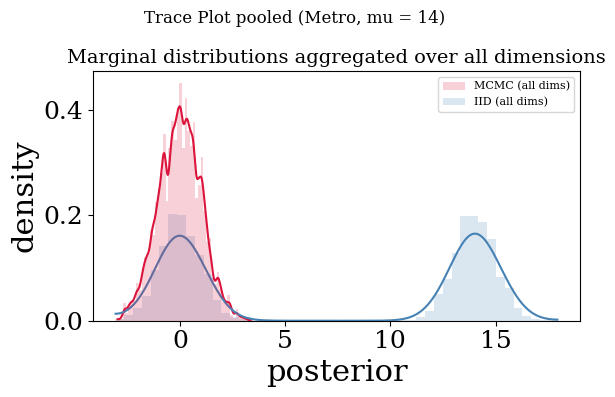 Trace Plot pooled (Metro, mu = 14)
Marginal distributions aggregated over all dimensions
MCMC (all dims)
IID (all dims)
density
0.4
0.2
0.0
0 5 10 15
posterior